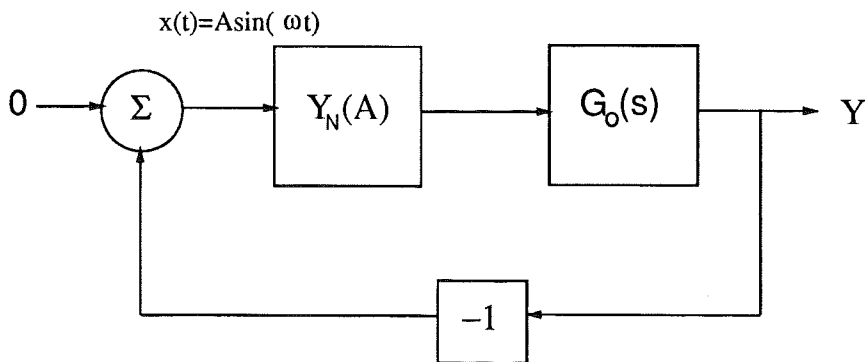 x(t)=Asin( ωt)
0
Σ
Y_N(A)
G_o(s)
Y
−1